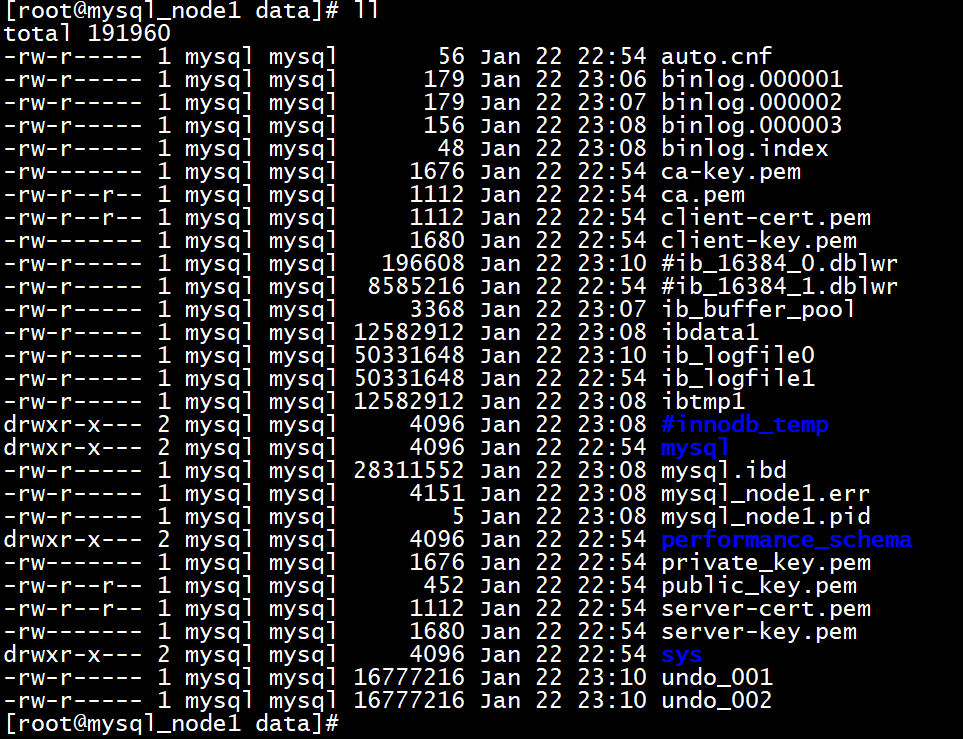 [root@mysql_node1 data]# ll
total 191960
-rw-r----- 1 mysql mysql       56 Jan 22 22:54 auto.cnf
-rw-r----- 1 mysql mysql      179 Jan 22 23:06 binlog.000001
-rw-r----- 1 mysql mysql      179 Jan 22 23:07 binlog.000002
-rw-r----- 1 mysql mysql      156 Jan 22 23:08 binlog.000003
-rw-r----- 1 mysql mysql       48 Jan 22 23:08 binlog.index
-rw------- 1 mysql mysql     1676 Jan 22 22:54 ca-key.pem
-rw-r--r-- 1 mysql mysql     1112 Jan 22 22:54 ca.pem
-rw-r--r-- 1 mysql mysql     1112 Jan 22 22:54 client-cert.pem
-rw------- 1 mysql mysql     1680 Jan 22 22:54 client-key.pem
-rw-r----- 1 mysql mysql   196608 Jan 22 23:10 #ib_16384_0.dblwr
-rw-r----- 1 mysql mysql  8585216 Jan 22 22:54 #ib_16384_1.dblwr
-rw-r----- 1 mysql mysql     3368 Jan 22 23:07 ib_buffer_pool
-rw-r----- 1 mysql mysql 12582912 Jan 22 23:08 ibdata1
-rw-r----- 1 mysql mysql 50331648 Jan 22 23:10 ib_logfile0
-rw-r----- 1 mysql mysql 50331648 Jan 22 22:54 ib_logfile1
-rw-r----- 1 mysql mysql 12582912 Jan 22 23:08 ibtmp1
drwxr-x--- 2 mysql mysql     4096 Jan 22 23:08 #innodb_temp
drwxr-x--- 2 mysql mysql     4096 Jan 22 22:54 mysql
-rw-r----- 1 mysql mysql 28311552 Jan 22 23:08 mysql.ibd
-rw-r----- 1 mysql mysql     4151 Jan 22 23:08 mysql_node1.err
-rw-r----- 1 mysql mysql        5 Jan 22 23:08 mysql_node1.pid
drwxr-x--- 2 mysql mysql     4096 Jan 22 22:54 performance_schema
-rw------- 1 mysql mysql     1676 Jan 22 22:54 private_key.pem
-rw-r--r-- 1 mysql mysql      452 Jan 22 22:54 public_key.pem
-rw-r--r-- 1 mysql mysql     1112 Jan 22 22:54 server-cert.pem
-rw------- 1 mysql mysql     1680 Jan 22 22:54 server-key.pem
drwxr-x--- 2 mysql mysql     4096 Jan 22 22:54 sys
-rw-r----- 1 mysql mysql 16777216 Jan 22 23:10 undo_001
-rw-r----- 1 mysql mysql 16777216 Jan 22 23:10 undo_002
[root@mysql_node1 data]#